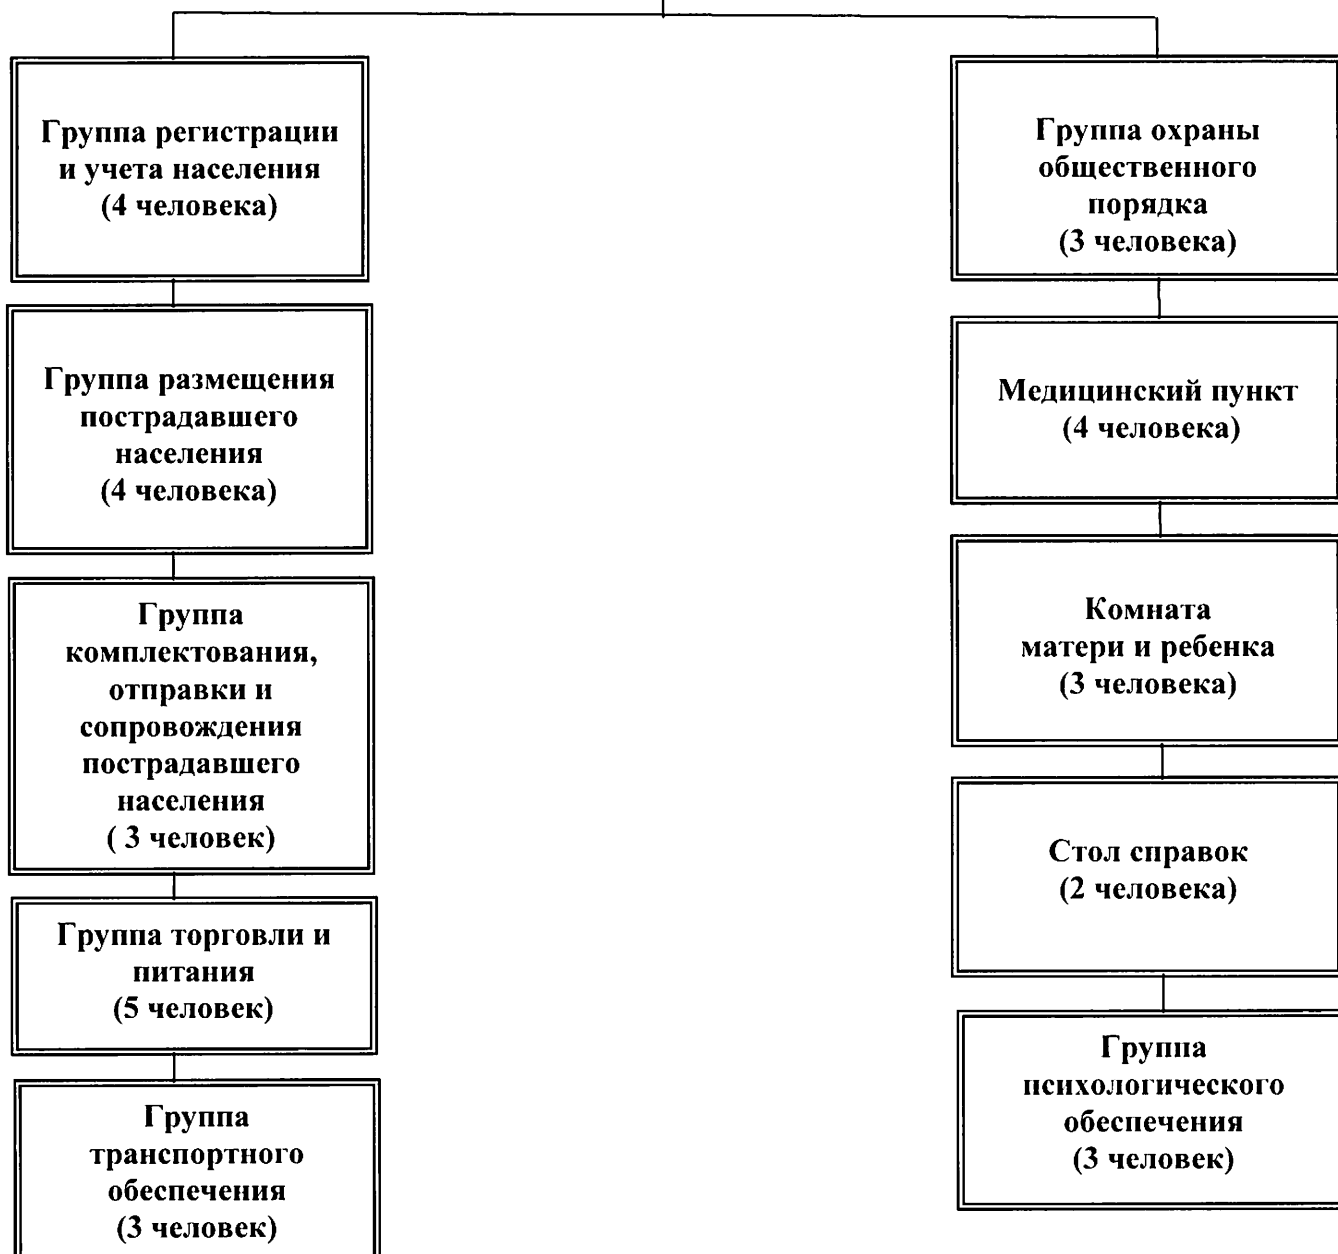 Группа регистрации
и учета населения
(4 человека)
Группа размещения
пострадавшего
населения
(4 человека)
Группа
комплектования,
отправки и
сопровождения
пострадавшего
населения
( 3 человек)
Группа торговли и
питания
(5 человек)
Группа
транспортного
обеспечения
(3 человек)
Группа охраны
общественного
порядка
(3 человека)
Медицинский пункт
(4 человека)
Комната
матери и ребенка
(3 человека)
Стол справок
(2 человека)
Группа
психологического
обеспечения
(3 человек)